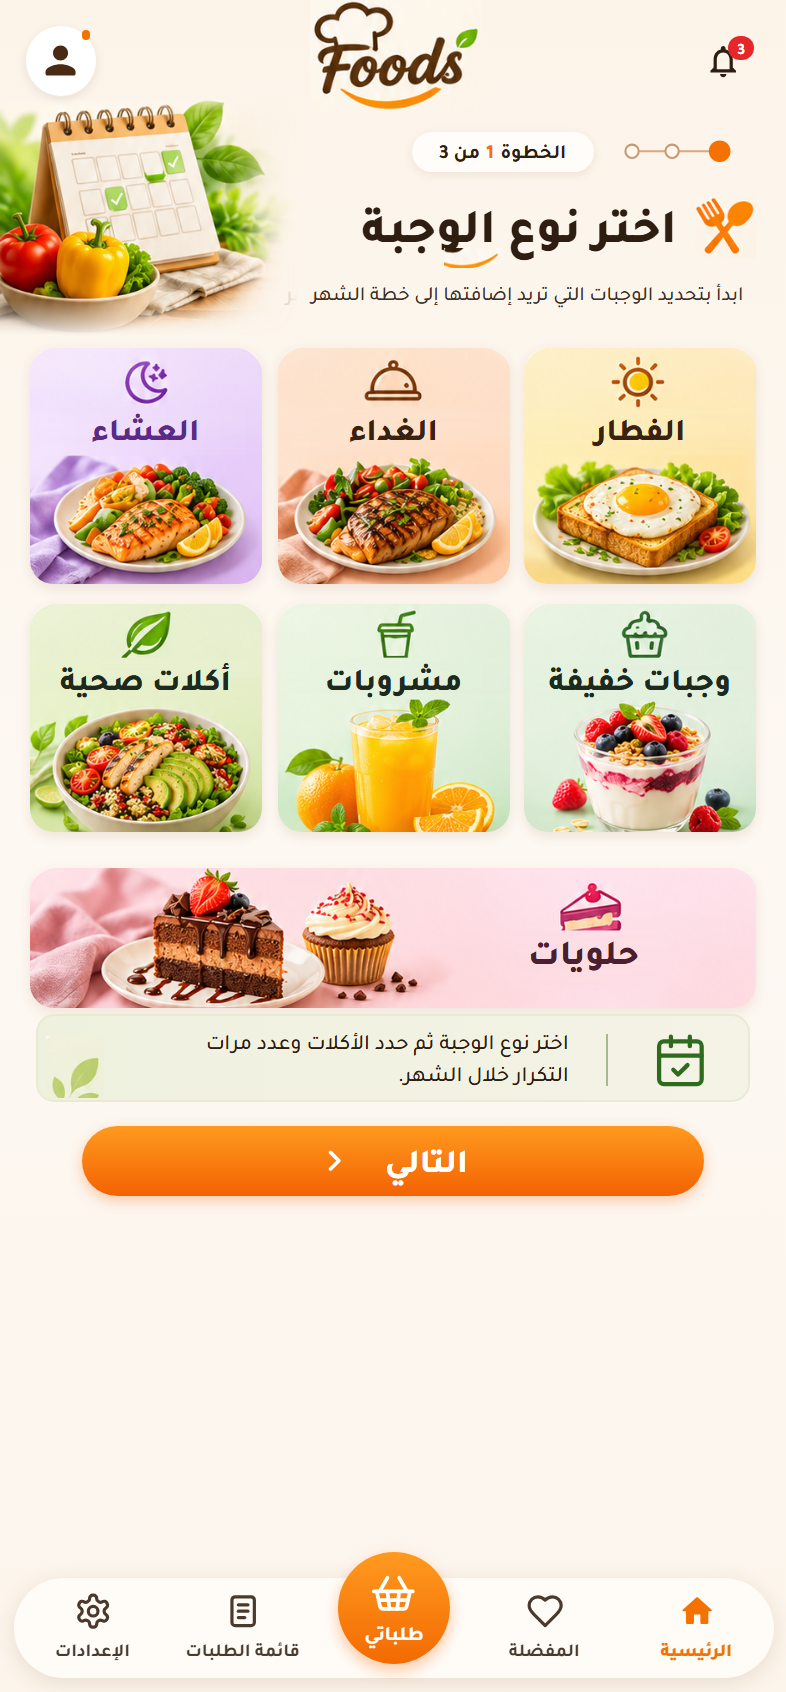 Foods
3
الخطوة 1 من 3
اختر نوع الوجبة
ابدأ بتحديد الوجبات التي تريد إضافتها إلى خطة الشهر
الفطار
الغداء
العشاء
وجبات خفيفة
مشروبات
أكلات صحية
حلويات
اختر نوع الوجبة ثم حدد الأكلات وعدد مرات
التكرار خلال الشهر.
التالي
الرئيسية
المفضلة
طلباتي
قائمة الطلبات
الإعدادات